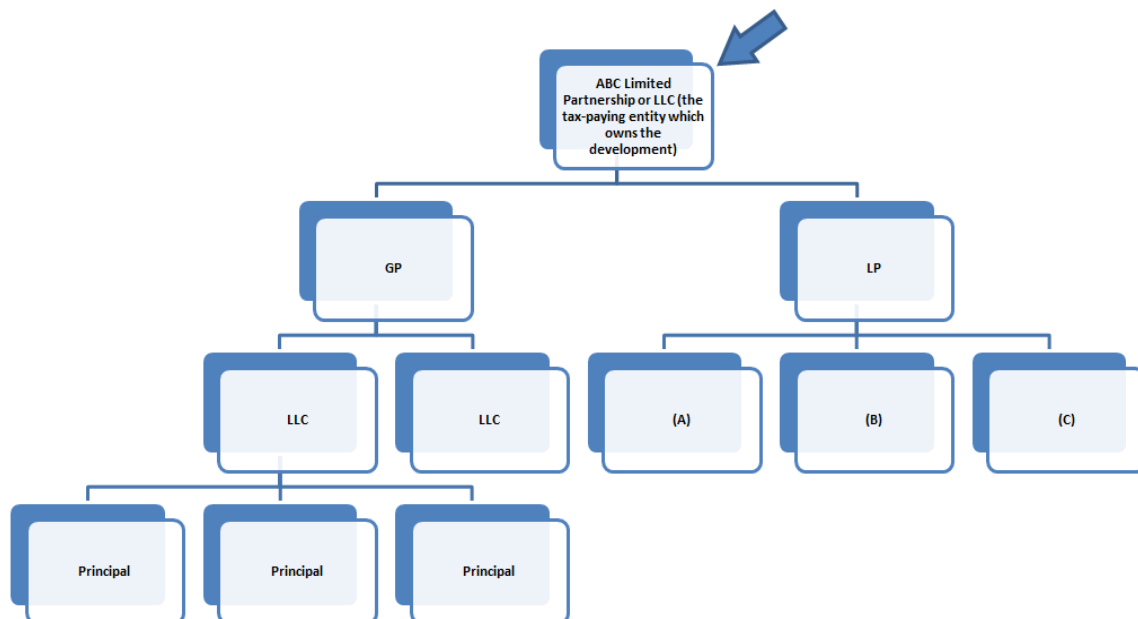 ABC Limited
Partnership or LLC (the
tax-paying entity which
owns the
development)
GP
LP
LLC
LLC
(A)
(B)
(C)
Principal
Principal
Principal